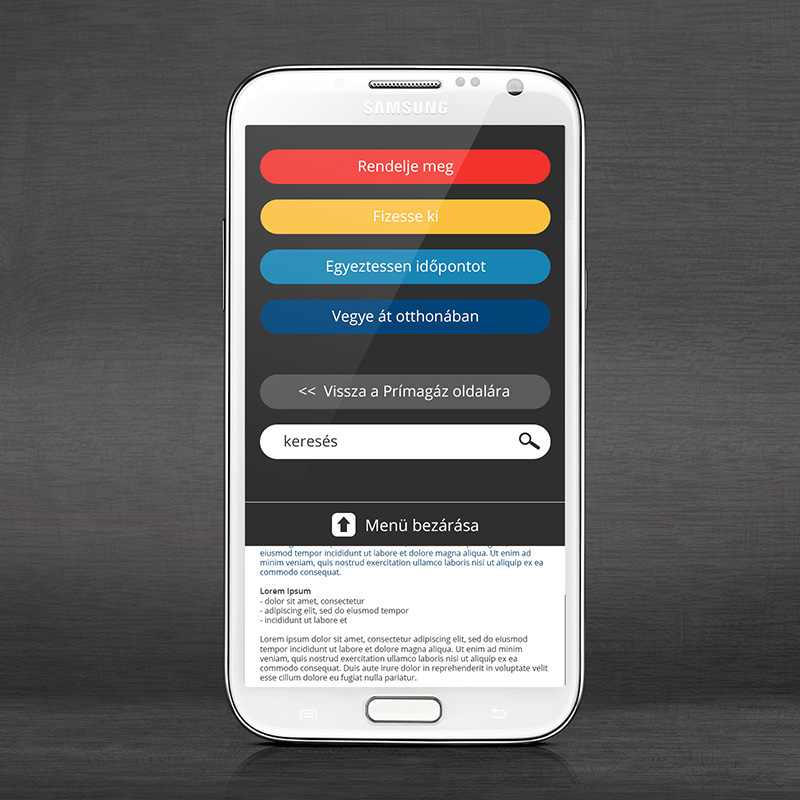 SAMSUNG
Rendelje meg
Fizesse ki
Egyeztessen időpontot
Vegye át otthonában
<< Vissza a Prímagáz oldalára
keresés
Menü bezárása
eiusmod tempor incididunt ut labore et dolore magna aliqua. Ut enim ad
minim veniam, quis nostrud exercitation ullamco laboris nisi ut aliquip ex ea
commodo consequat.
Lorem Ipsum
- dolor sit amet, consectetur
- adipiscing elit, sed do eiusmod tempor
- incididunt ut labore et
Lorem ipsum dolor sit amet, consectetur adipiscing elit, sed do eiusmod
tempor incididunt ut labore et dolore magna aliqua. Ut enim ad minim
veniam, quis nostrud exercitation ullamco laboris nisi ut aliquip ex ea
commodo consequat. Duis aute irure dolor in reprehenderit in voluptate velit
esse cillum dolore eu fugiat nulla pariatur.